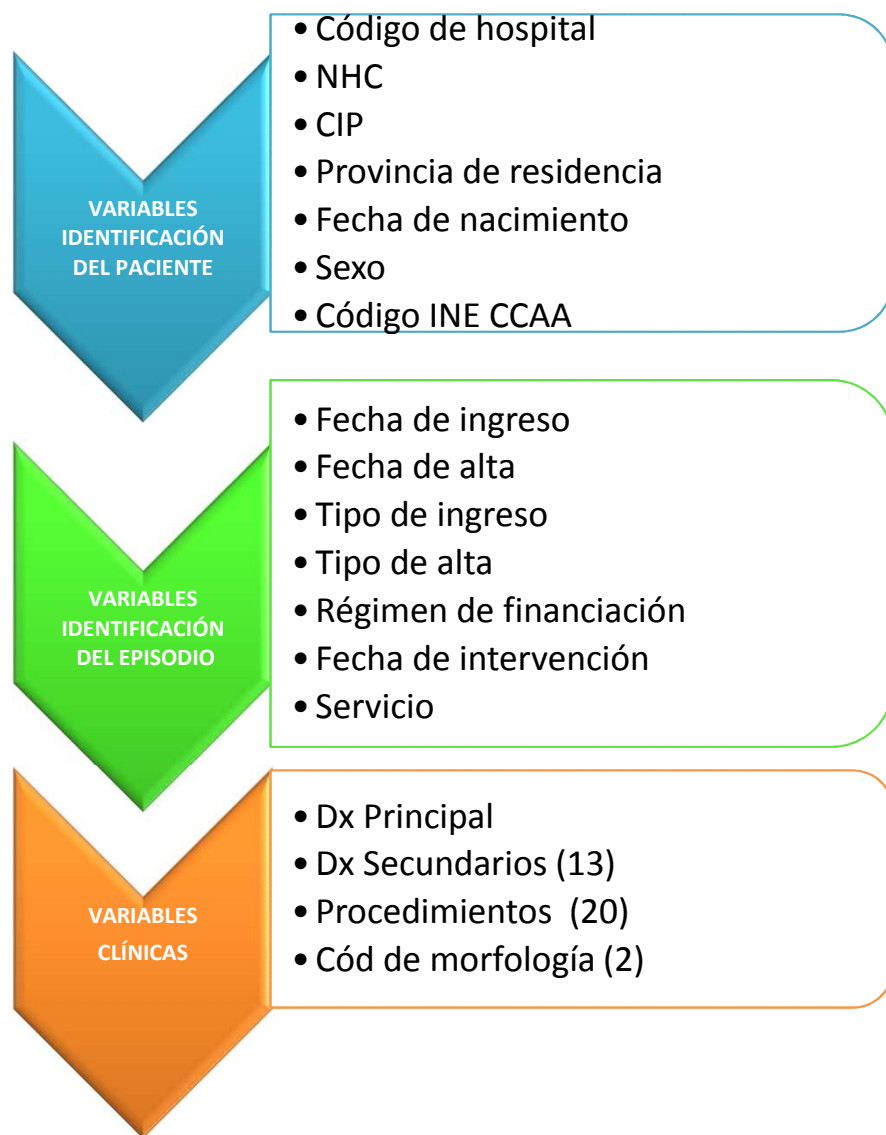 VARIABLES
IDENTIFICACIÓN
DEL PACIENTE
• Código de hospital
• NHC
• CIP
• Provincia de residencia
• Fecha de nacimiento
• Sexo
• Código INE CCAA
VARIABLES
IDENTIFICACIÓN
DEL EPISODIO
• Fecha de ingreso
• Fecha de alta
• Tipo de ingreso
• Tipo de alta
• Régimen de financiación
• Fecha de intervención
• Servicio
VARIABLES
CLÍNICAS
• Dx Principal
• Dx Secundarios (13)
• Procedimientos (20)
• Cód de morfología (2)